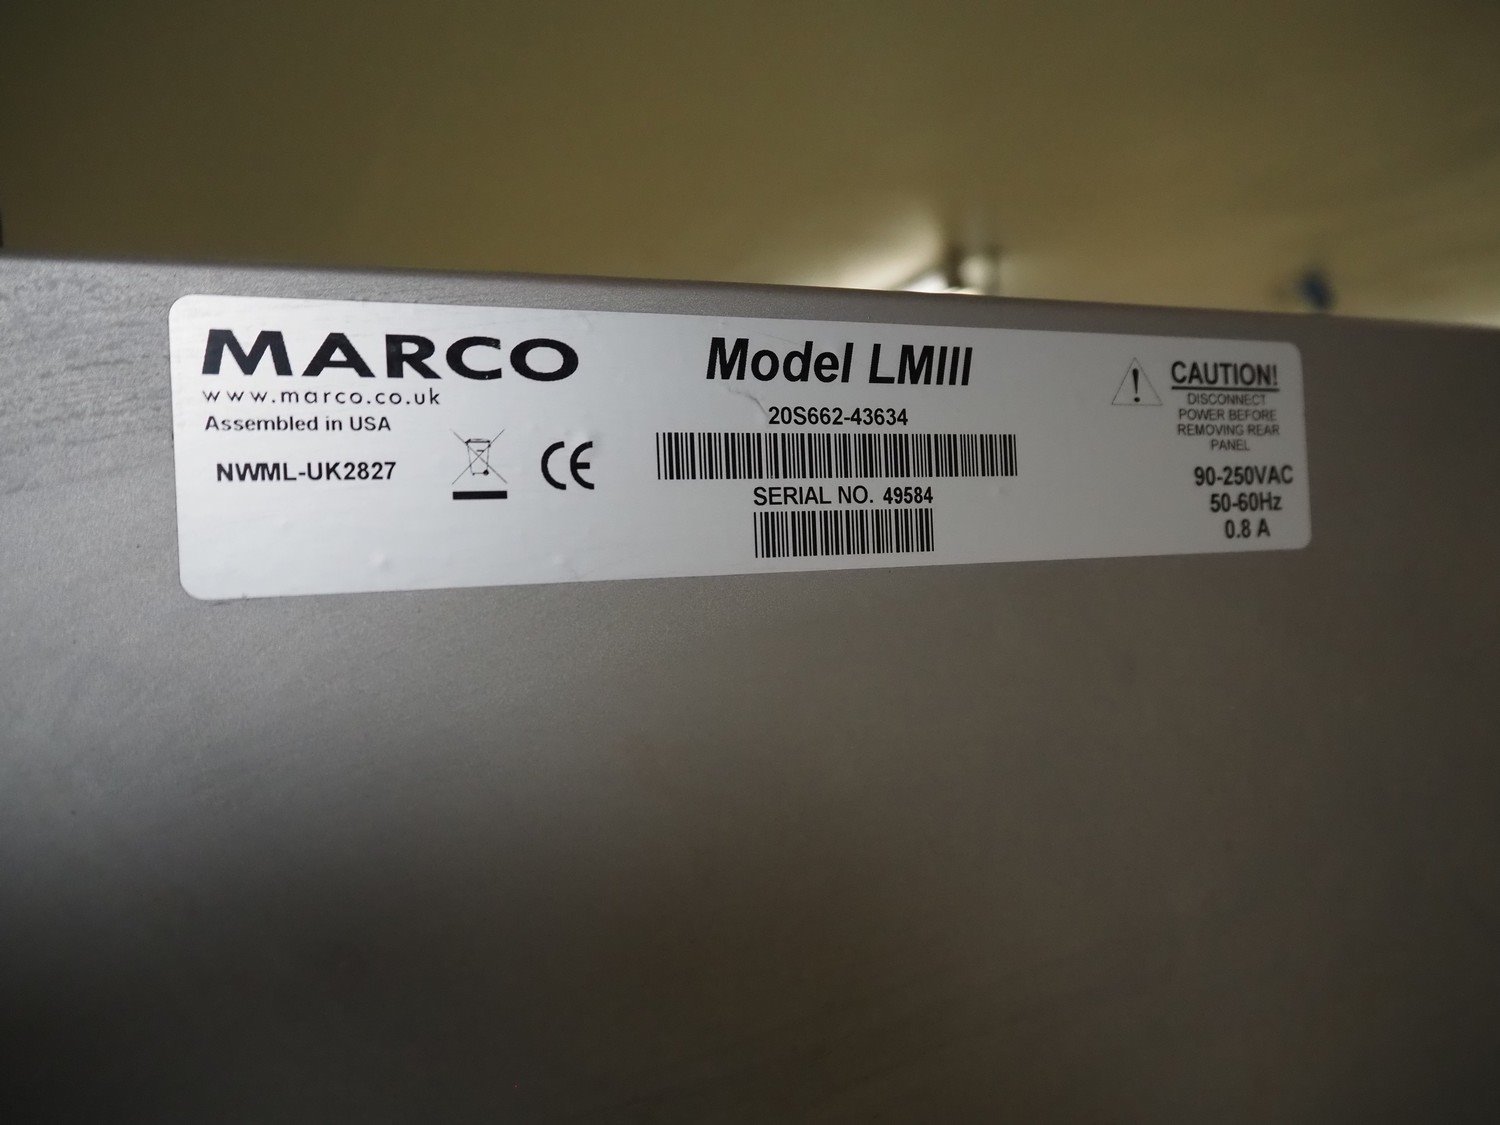 MARCO
www.marco.co.uk
Assembled in USA
NWML-UK2827
CE
Model LMIII
20S662-43634
SERIAL NO. 49584
CAUTION!
DISCONNECT
POWER BEFORE
REMOVING REAR
PANEL
90-250VAC
50-60Hz
0.8 A